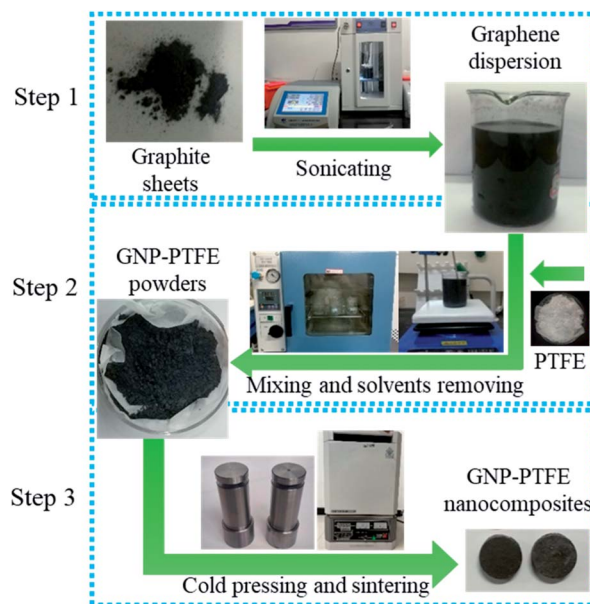 Step 1
Graphite
sheets
Sonicating
Graphene
dispersion
Step 2
GNP-PTFE
powders
PTFE
Mixing and solvents removing
Step 3
GNP-PTFE
nanocomposites
Cold pressing and sintering